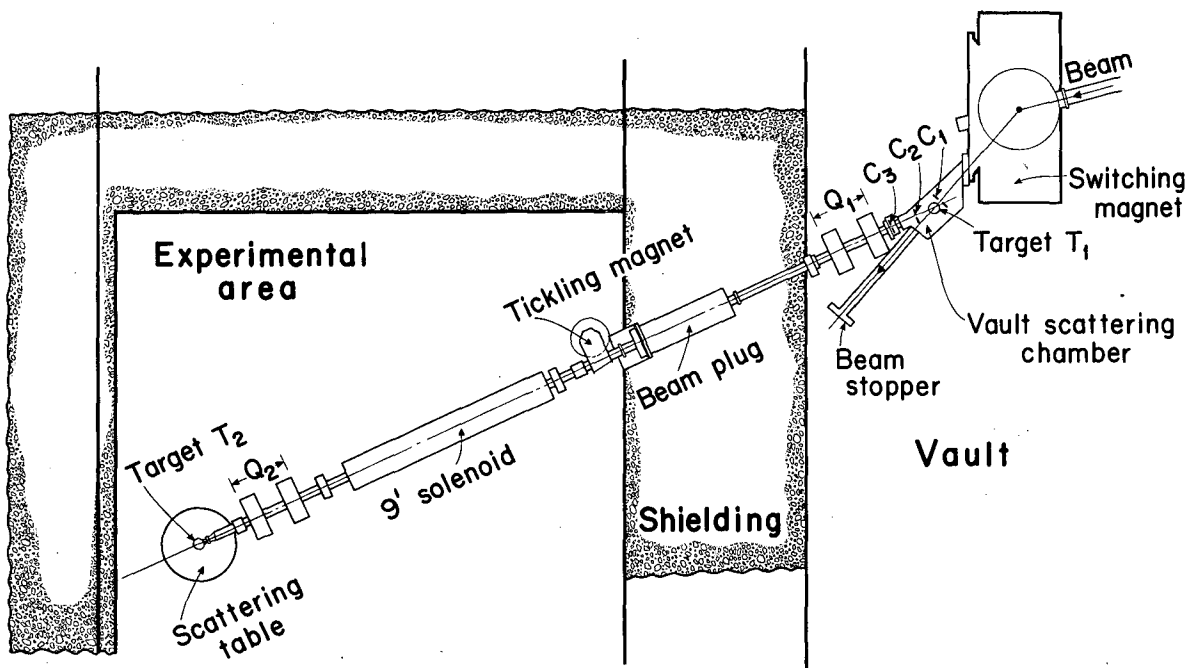 Beam
Switching
magnet
C₁
C₂
C₃
Q₁
Target T₁
Vault scattering
chamber
Beam
stopper
Vault
Experimental
area
Tickling magnet
Beam plug
Shielding
9' solenoid
Q₂
Target T₂
Scattering
table